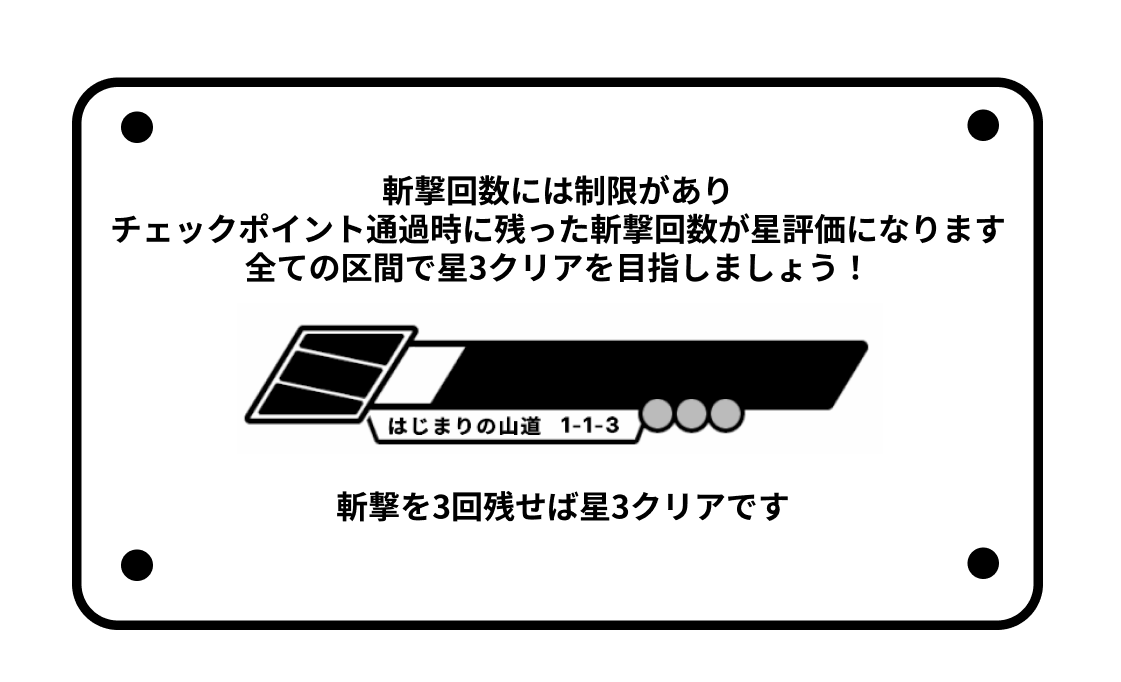 斬撃回数には制限があり
チェックポイント通過時に残った斬撃回数が星評価になります
全ての区間で星3クリアを目指しましょう！
はじまりの山道 1-1-3
斬撃を3回残せば星3クリアです